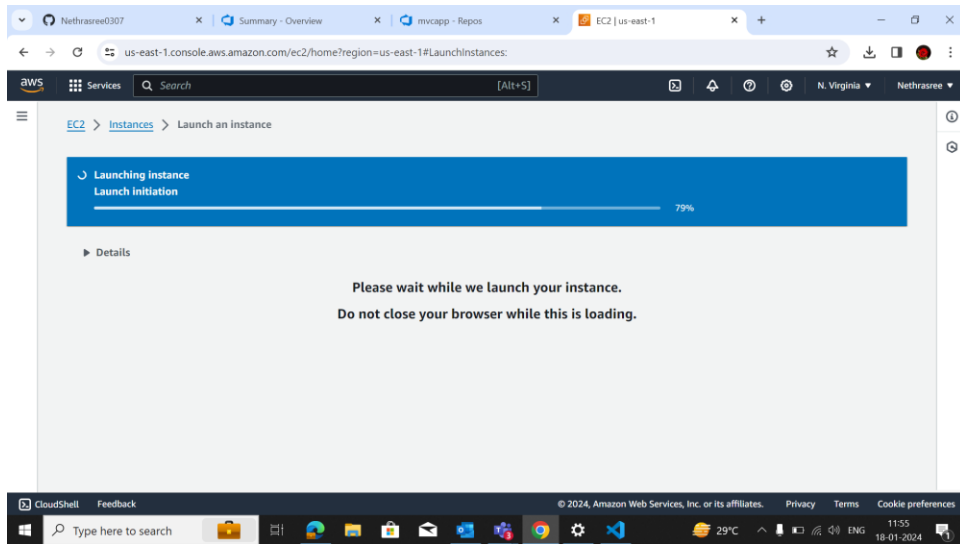 Nethrasree0307
Summary - Overview
mvcapp - Repos
EC2 | us-east-1
us-east-1.console.aws.amazon.com/ec2/home?region=us-east-1#LaunchInstances:
aws
Services
Search
[Alt+S]
N. Virginia
Nethrasree
EC2 > Instances > Launch an instance
Launching instance
Launch initiation
79%
Details
Please wait while we launch your instance.
Do not close your browser while this is loading.
CloudShell
Feedback
© 2024, Amazon Web Services, Inc. or its affiliates.
Privacy
Terms
Cookie preferences
Type here to search
29°C
ENG
11:55
18-01-2024